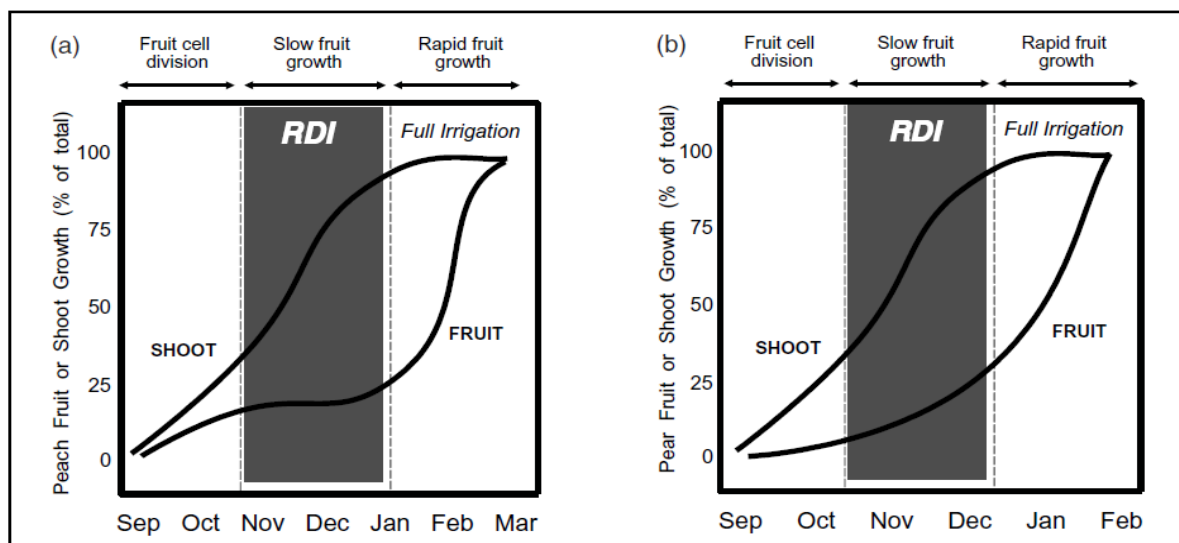 (a)
Fruit cell
division
Slow fruit
growth
Rapid fruit
growth
RDI
Full Irrigation
Peach Fruit or Shoot Growth (% of total)
100
75
50
25
0
SHOOT
FRUIT
Sep Oct Nov Dec Jan Feb Mar
(b)
Fruit cell
division
Slow fruit
growth
Rapid fruit
growth
RDI
Full Irrigation
Pear Fruit or Shoot Growth (% of total)
100
75
50
25
0
SHOOT
FRUIT
Sep Oct Nov Dec Jan Feb